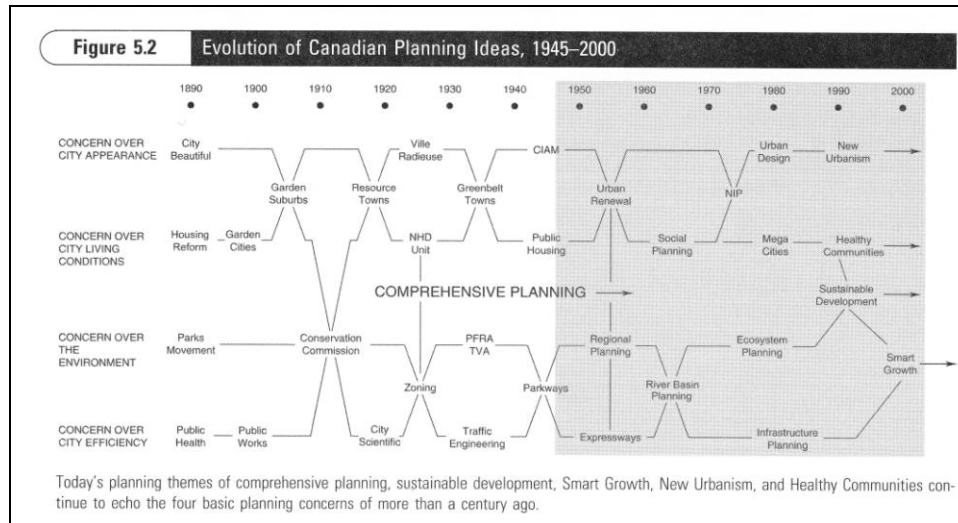 Figure 5.2 Evolution of Canadian Planning Ideas, 1945–2000
1890 1900 1910 1920 1930 1940 1950 1960 1970 1980 1990 2000
CONCERN OVER
CITY APPEARANCE
City
Beautiful
Ville
Radieuse
CIAM
Urban
Design
New
Urbanism
Garden
Suburbs
Resource
Towns
Greenbelt
Towns
Urban
Renewal
NIP
CONCERN OVER
CITY LIVING
CONDITIONS
Housing
Reform
Garden
Cities
NHD
Unit
Public
Housing
Social
Planning
Mega
Cities
Healthy
Communities
COMPREHENSIVE PLANNING
Sustainable
Development
CONCERN OVER
THE
ENVIRONMENT
Parks
Movement
Conservation
Commission
PFRA
TVA
Regional
Planning
Ecosystem
Planning
Smart
Growth
Zoning
Parkways
River Basin
Planning
CONCERN OVER
CITY EFFICIENCY
Public
Health
Public
Works
City
Scientific
Traffic
Engineering
Expressways
Infrastructure
Planning
Today's planning themes of comprehensive planning, sustainable development, Smart Growth, New Urbanism, and Healthy Communities con-
tinue to echo the four basic planning concerns of more than a century ago.